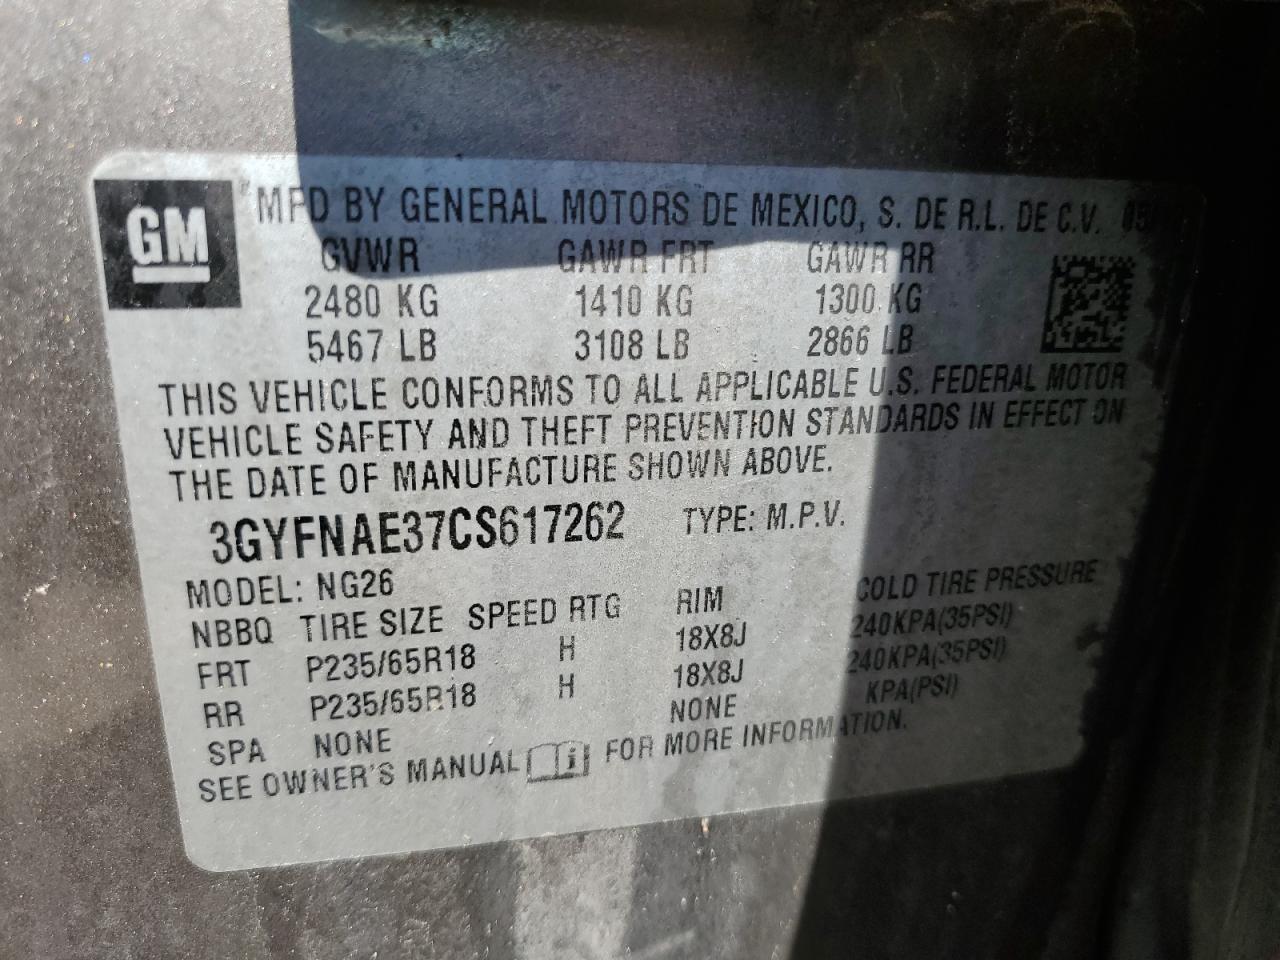 GM
MFD BY GENERAL MOTORS DE MEXICO, S. DE R.L. DE C.V.
GVWR GAWR FRT GAWR RR
2480 KG 1410 KG 1300 KG
5467 LB 3108 LB 2866 LB
THIS VEHICLE CONFORMS TO ALL APPLICABLE U.S. FEDERAL MOTOR
VEHICLE SAFETY AND THEFT PREVENTION STANDARDS IN EFFECT ON
THE DATE OF MANUFACTURE SHOWN ABOVE.
3GYFNAE37CS617262 TYPE: M.P.V.
MODEL: NG26
NBBQ TIRE SIZE SPEED RTG RIM COLD TIRE PRESSURE
FRT P235/65R18 H 18X8J 240KPA(35PSI)
RR P235/65R18 H 18X8J 240KPA(35PSI)
SPA NONE NONE KPA(PSI)
SEE OWNER'S MANUAL i FOR MORE INFORMATION.